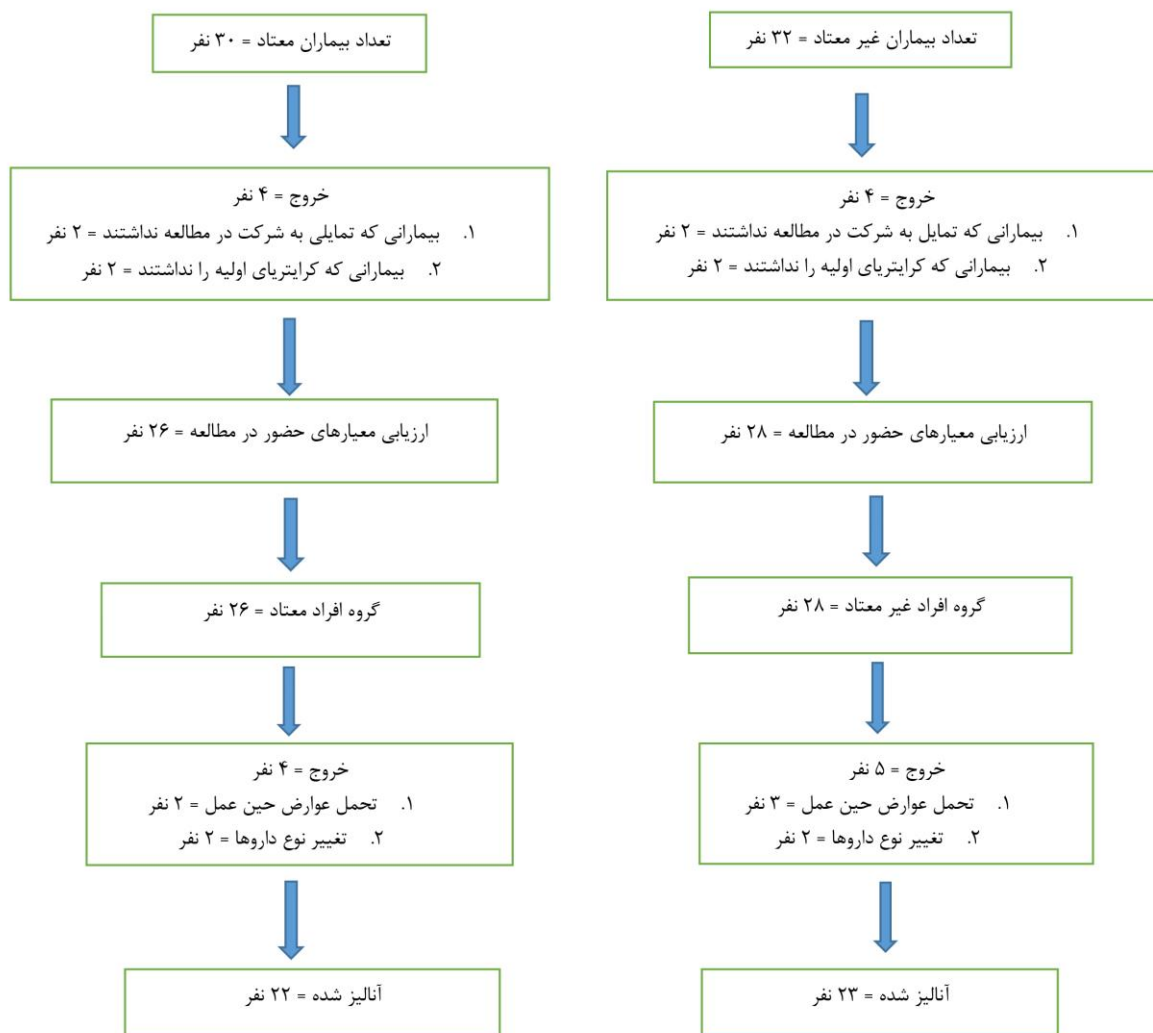 تعداد بیماران غیر معتاد = ۳۲ نفر
خروج = ۴ نفر
۱. بیمارانی که تمایل به شرکت در مطالعه نداشتند = ۲ نفر
۲. بیمارانی که کرایتریای اولیه را نداشتند = ۲ نفر
ارزیابی معیارهای حضور در مطالعه = ۲۸ نفر
گروه افراد غیر معتاد = ۲۸ نفر
خروج = ۵ نفر
۱. تحمل عوارض حین عمل = ۳ نفر
۲. تغییر نوع داروها = ۲ نفر
آنالیز شده = ۲۳ نفر
تعداد بیماران معتاد = ۳۰ نفر
خروج = ۴ نفر
۱. بیمارانی که تمایلی به شرکت در مطالعه نداشتند = ۲ نفر
۲. بیمارانی که کرایتریای اولیه را نداشتند = ۲ نفر
ارزیابی معیارهای حضور در مطالعه = ۲۶ نفر
گروه افراد معتاد = ۲۶ نفر
خروج = ۴ نفر
۱. تحمل عوارض حین عمل = ۲ نفر
۲. تغییر نوع داروها = ۲ نفر
آنالیز شده = ۲۲ نفر